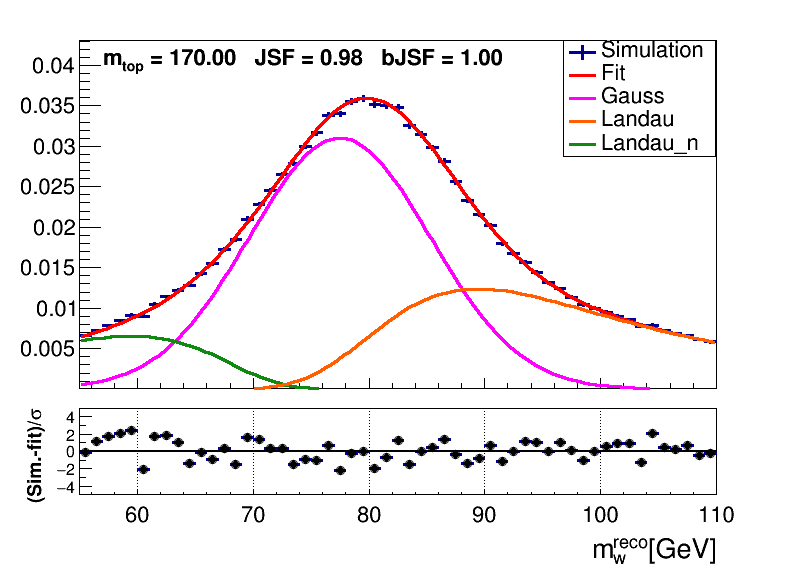 m_top = 170.00 JSF = 0.98 bJSF = 1.00
Simulation
Fit
Gauss
Landau
Landau_n
0.04
0.035
0.03
0.025
0.02
0.015
0.01
0.005
(Sim.-fit)/σ
4
2
0
−2
−4
60 70 80 90 100 110
m_w^reco[GeV]